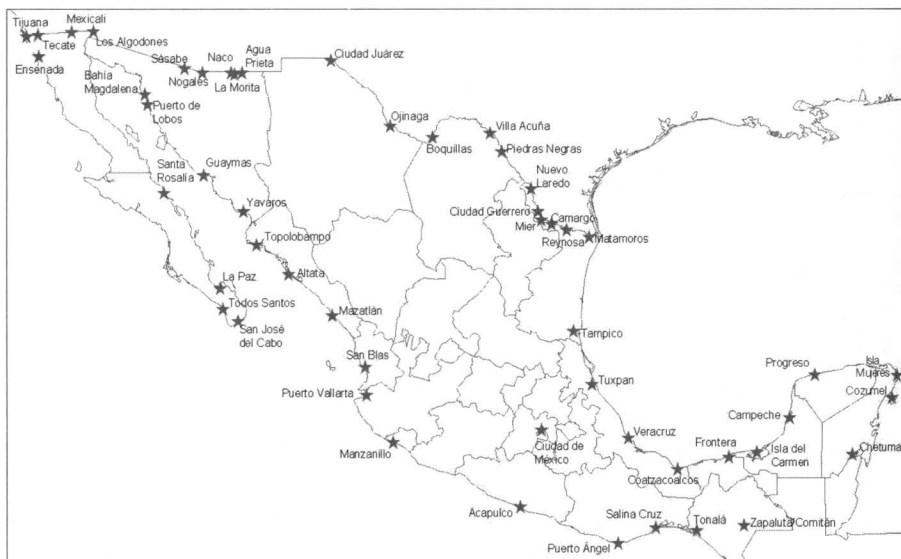 Tijuana
Mexicali
Tecate
Los Algodones
Ensenada
Sásabe
Naco
Agua
Prieta
Nogales
La Morita
Ciudad Juárez
Bahía
Magdalena
Puerto de
Lobos
Ojinaga
Boquillas
Villa Acuña
Piedras Negras
Santa
Rosalía
Guaymas
Nuevo
Laredo
Yavaros
Ciudad Guerrero
Mier
Camargo
Reynosa
Matamoros
Topolobampo
Altata
La Paz
Todos Santos
San José
del Cabo
Mazatlán
Tampico
San Blas
Puerto Vallarta
Tuxpan
Progreso
Isla
Mujeres
Cozumel
Campeche
Manzanillo
Ciudad de
México
Veracruz
Frontera
Isla del
Carmen
Chetumal
Coatzacoalcos
Acapulco
Salina Cruz
Tonalá
Zapaluta/Comitán
Puerto Ángel